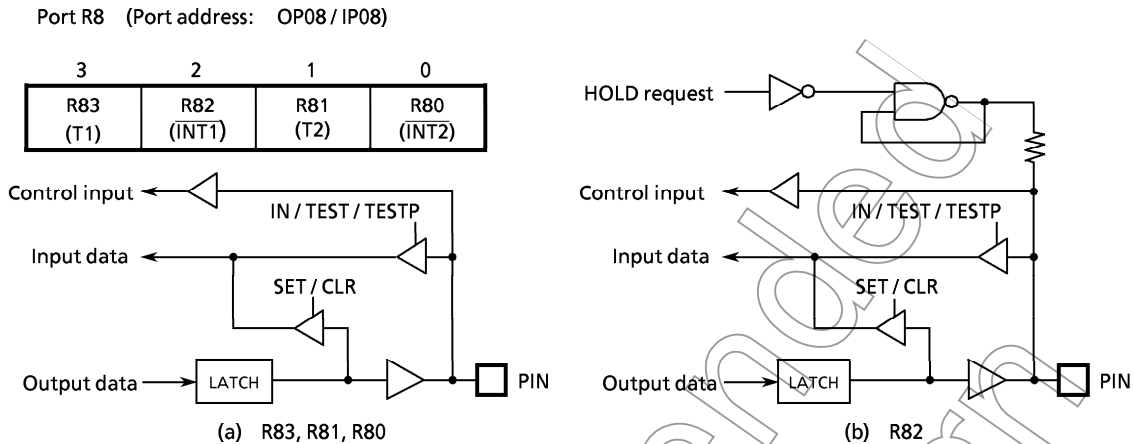 Port R8 (Port address: OP08 / IP08)
3 2 1 0
R83 R82 R81 R80
(T1) (INT1) (T2) (INT2)
Control input
IN / TEST / TESTP
Input data
SET / CLR
Output data
LATCH
PIN
(a) R83, R81, R80
HOLD request
Control input
IN / TEST / TESTP
Input data
SET / CLR
Output data
LATCH
PIN
(b) R82